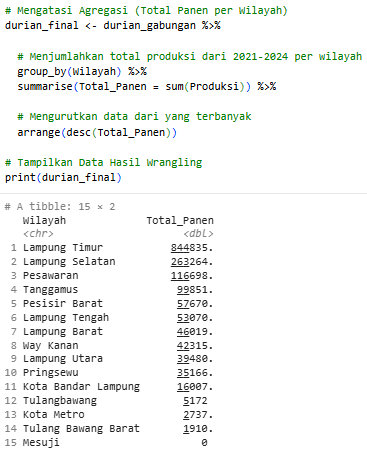 # Mengatasi Agregasi (Total Panen per Wilayah)
durian_final <- durian_gabungan %>%
# Menjumlahkan total produksi dari 2021-2024 per wilayah
group_by(Wilayah) %>%
summarise(Total_Panen = sum(Produksi)) %>%
# Mengurutkan data dari yang terbanyak
arrange(desc(Total_Panen))
# Tampilkan Data Hasil Wrangling
print(durian_final)
# A tibble: 15 × 2
Wilayah Total_Panen
<chr> <dbl>
1 Lampung Timur 844835.
2 Lampung Selatan 263264.
3 Pesawaran 116698.
4 Tanggamus 99851.
5 Pesisir Barat 57670.
6 Lampung Tengah 53070.
7 Lampung Barat 46019.
8 Way Kanan 42315.
9 Lampung Utara 39480.
10 Pringsewu 35166.
11 Kota Bandar Lampung 16007.
12 Tulangbawang 5172
13 Kota Metro 2737.
14 Tulang Bawang Barat 1910.
15 Mesuji 0